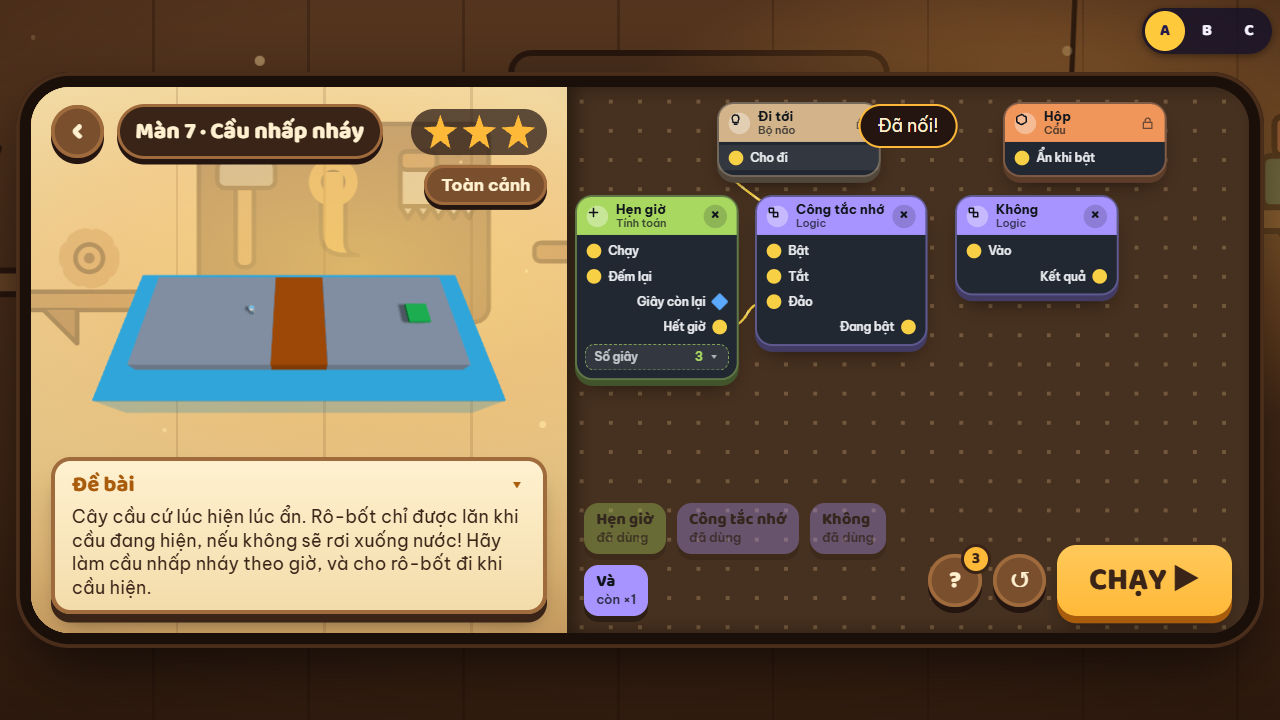 A B C
Màn 7 · Cầu nhấp nháy
Toàn cảnh
Đề bài
Cây cầu cứ lúc hiện lúc ẩn. Rô-bốt chỉ được lăn khi
cầu đang hiện, nếu không sẽ rơi xuống nước! Hãy
làm cầu nhấp nháy theo giờ, và cho rô-bốt đi khi
cầu hiện.
Đi tới
Bộ não
Cho đi
Đã nối!
Hộp
Cầu
Ẩn khi bật
Hẹn giờ
Tính toán
Chạy
Đếm lại
Giây còn lại
Hết giờ
Số giây 3
Công tắc nhớ
Logic
Bật
Tắt
Đảo
Đang bật
Không
Logic
Vào
Kết quả
Hẹn giờ
đã dùng
Công tắc nhớ
đã dùng
Không
đã dùng
Và
còn ×1
?
3
CHẠY